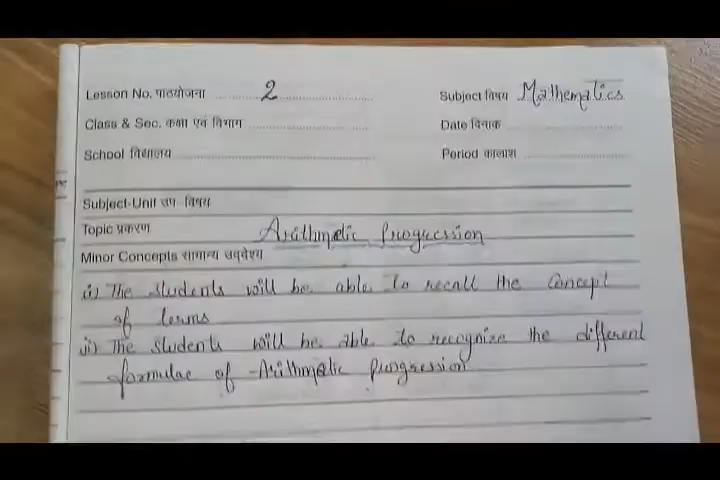 Lesson No. पाठयोजना 2 Subject विषय Mathematics
Class & Sec. कक्षा एवं विभाग Date दिनांक
School विद्यालय Period कालांश
Subject-Unit उप- विषय
Topic प्रकरण Arithmetic Progression
Minor Concepts सामान्य उद्देश्य
i) The students will be able to recall the concept
of terms
ii) The students will be able to recognize the different
formulae of Arithmetic Progression